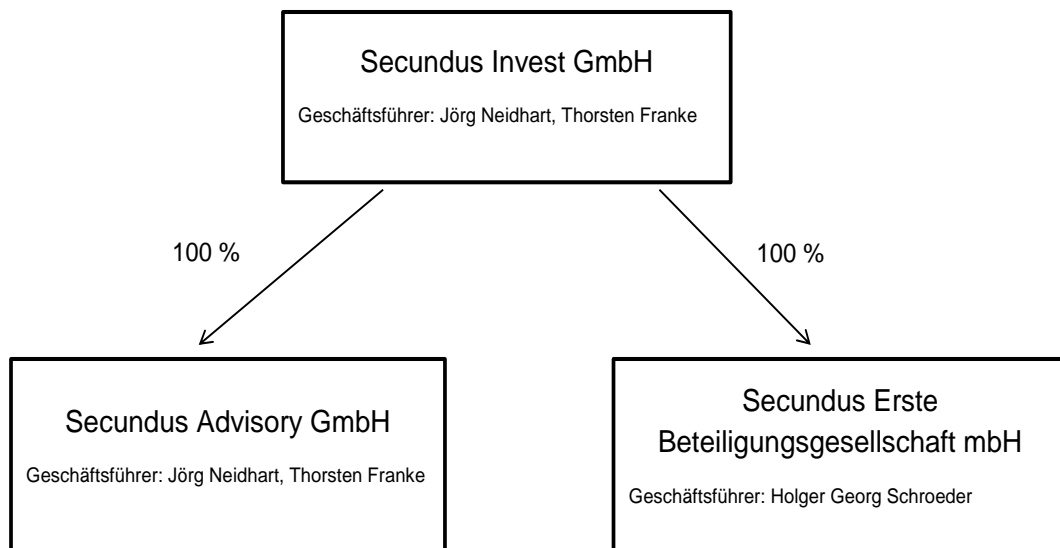 Secundus Invest GmbH
Geschäftsführer: Jörg Neidhart, Thorsten Franke
100 %
100 %
Secundus Advisory GmbH
Geschäftsführer: Jörg Neidhart, Thorsten Franke
Secundus Erste
Beteiligungsgesellschaft mbH
Geschäftsführer: Holger Georg Schroeder